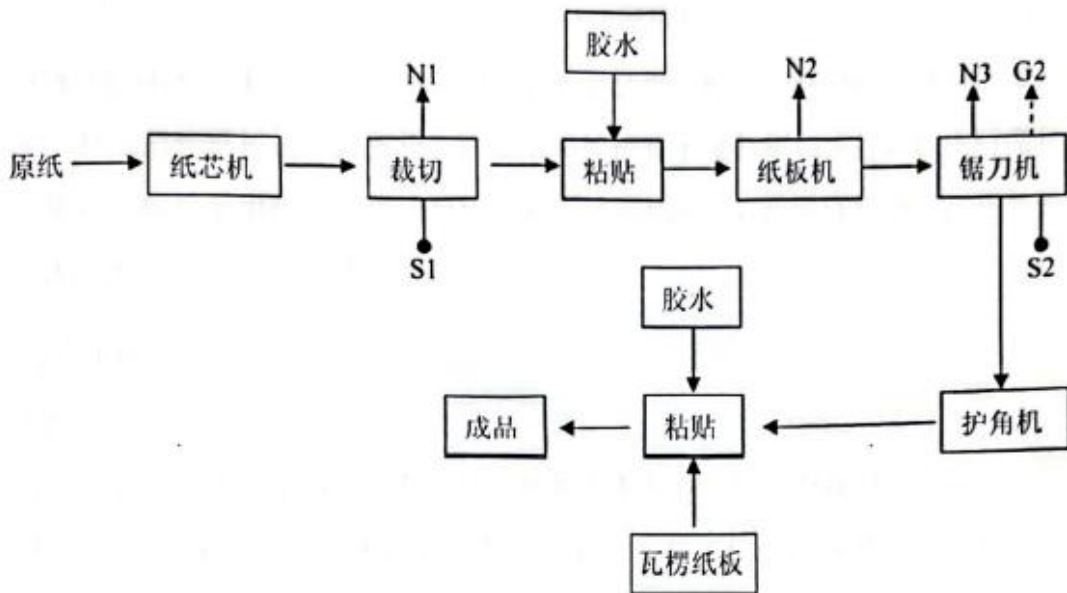 胶水
N1
N2
N3 G2
原纸 纸芯机 裁切 粘贴 纸板机 锯刀机
S1
S2
胶水
成品 粘贴 护角机
瓦楞纸板